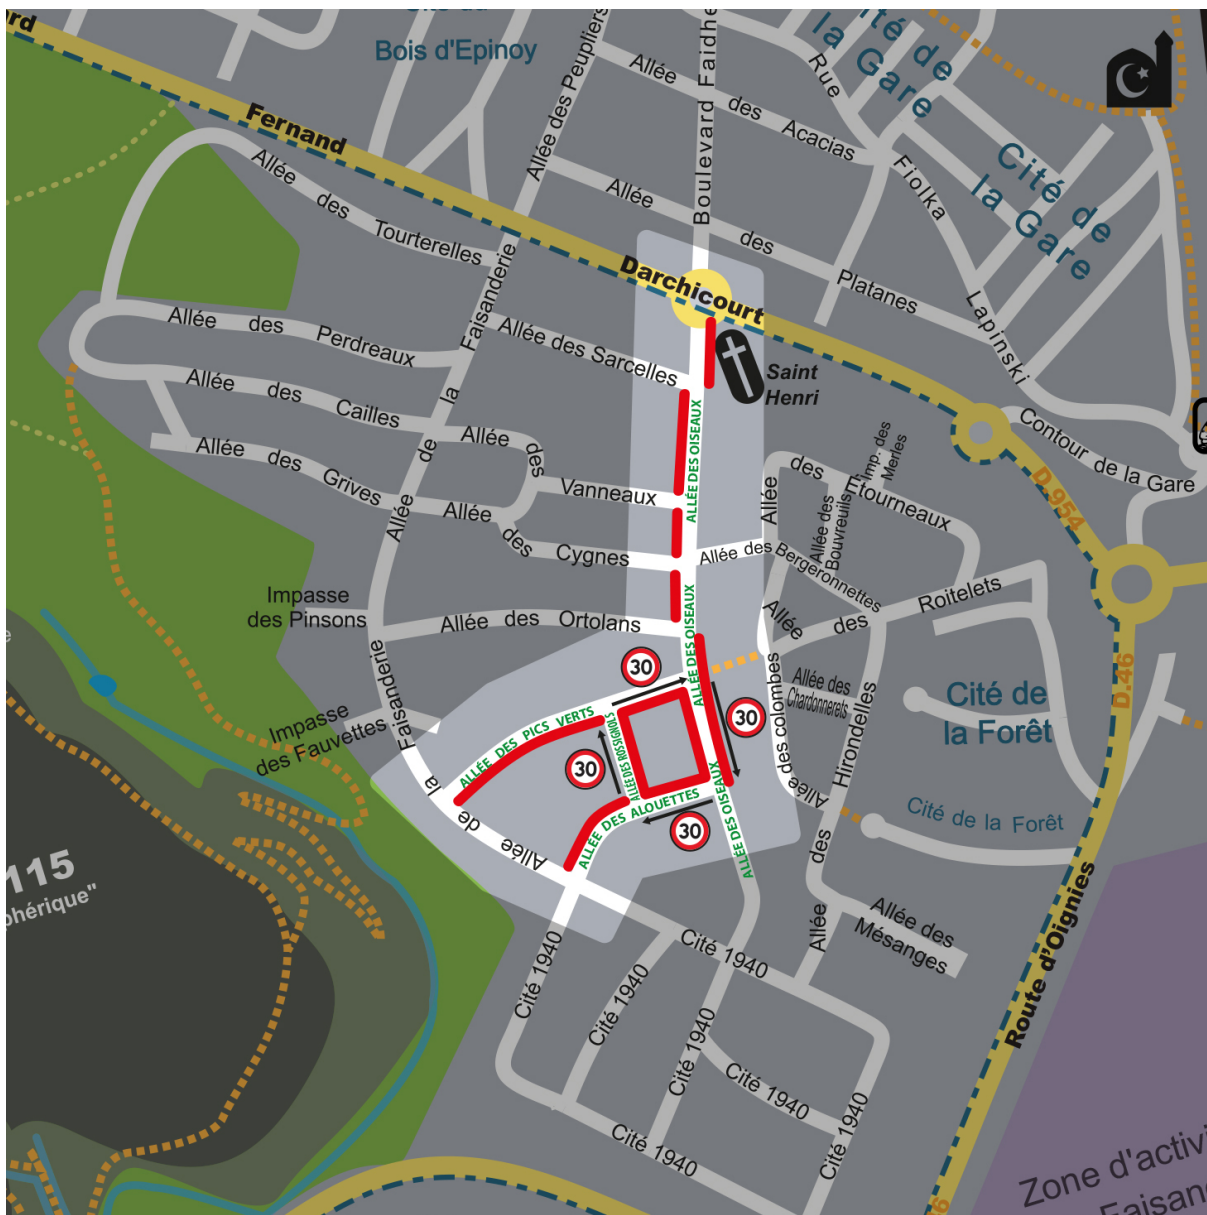 Bois d'Epinoy
Allée des Peupliers
Boulevard Faidhe
Allée des Acacias
Rue Fiolka Lapinski
Cité de
la Gare
Cité de
la Gare
Fernand Darchicourt
Allée des Tourterelles
Allée des Platanes
Allée des Perdreaux
Allée de la Faisanderie
Allée des Sarcelles
Saint
Henri
Allée des Cailles
Allée des Grives
Allée des Vanneaux
Allée des Cygnes
ALLÉE DES OISEAUX
Allée des Etourneaux
Imp. des
Merles
Allée des
Bouvreuils
Contour de la Gare
D.954
Allée des Bergeronnettes
Impasse
des Pinsons
Allée des Ortolans
ALLÉE DES OISEAUX
Allée des Roitelets
Impasse
des Fauvettes
Faisanderie
Allée de la
30
30
30
30
ALLÉE DES PICS VERTS
ALLÉE DES ROSSIGNOLS
ALLÉE DES ALOUETTES
ALLÉE DES OISEAUX
Allée des colombes
Allée des
Chardonnerets
Allée des Hirondelles
Allée
Cité de
la Forêt
D.46
Cité de la Forêt
115
phérique"
Allée des
Mésanges
Route d'Oignies
Cité 1940
Cité 1940
Cité 1940
Cité 1940
Cité 1940
Cité 1940
Cité 1940
Zone d'activi
Faisan